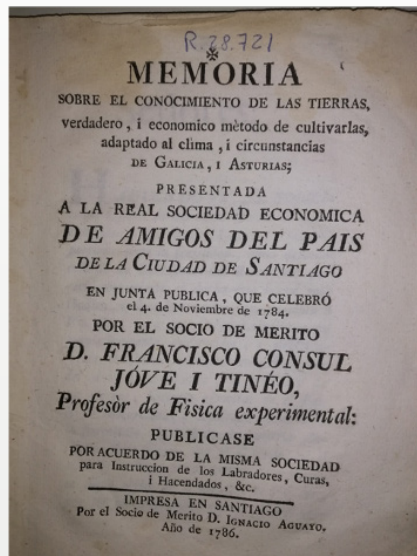 R.28.721
MEMORIA
SOBRE EL CONOCIMIENTO DE LAS TIERRAS,
verdadero, i economico mètodo de cultivarlas,
adaptado al clima, i circunstancias
DE GALICIA, I ASTURIAS;
PRESENTADA
A LA REAL SOCIEDAD ECONOMICA
DE AMIGOS DEL PAIS
DE LA CIUDAD DE SANTIAGO
EN JUNTA PUBLICA, QUE CELEBRÓ
el 4. de Noviembre de 1784.
POR EL SOCIO DE MERITO
D. FRANCISCO CONSUL
JÓVE I TINÉO,
Profesòr de Fisica experimental:
PUBLICASE
POR ACUERDO DE LA MISMA SOCIEDAD
para Instruccion de los Labradores, Curas,
i Hacendados, &c.
IMPRESA EN SANTIAGO
Por el Socio de Merito D. IGNACIO AGUAYO.
Año de 1786.